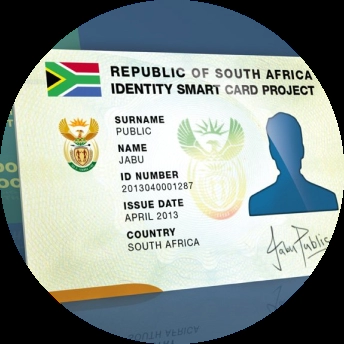 REPUBLIC OF SOUTH AFRICA
IDENTITY SMART CARD PROJECT
SURNAME
PUBLIC
NAME
JABU
ID NUMBER
2013040001287
ISSUE DATE
APRIL 2013
COUNTRY
SOUTH AFRICA
Jabu Public